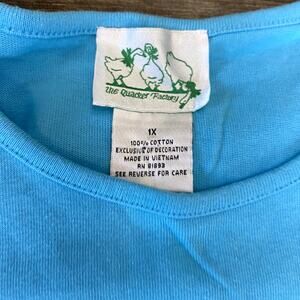 The Quacker Factory
1X
100% COTTON
EXCLUSIVE OF DECORATION
MADE IN VIETNAM
RN 81893
SEE REVERSE FOR CARE